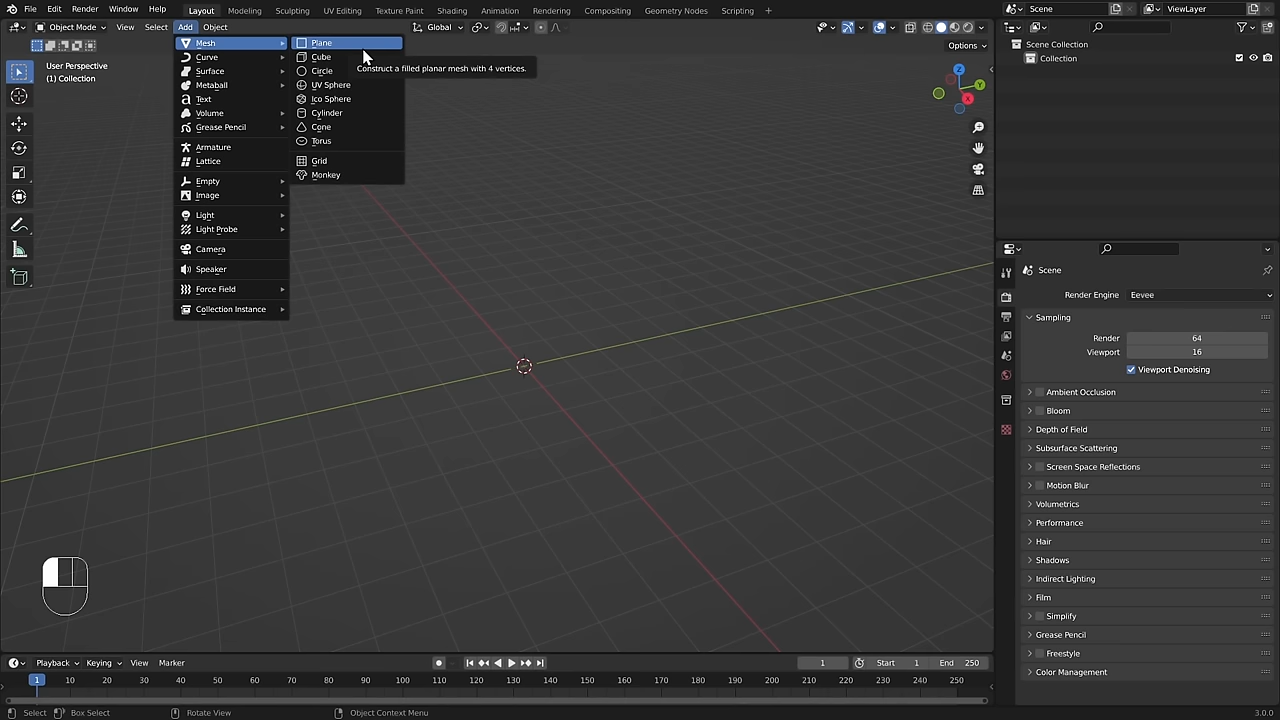 File Edit Render Window Help Layout Modeling Sculpting UV Editing Texture Paint Shading Animation Rendering Compositing Geometry Nodes Scripting + Scene ViewLayer
Object Mode View Select Add Object Global
Options
User Perspective
(1) Collection
Mesh
Curve
Surface
Metaball
Text
Volume
Grease Pencil
Armature
Lattice
Empty
Image
Light
Light Probe
Camera
Speaker
Force Field
Collection Instance
Plane
Cube
Circle
UV Sphere
Ico Sphere
Cylinder
Cone
Torus
Grid
Monkey
Construct a filled planar mesh with 4 vertices.
Z
Y
X
Scene Collection
Collection
Scene
Render Engine Eevee
Sampling
Render 64
Viewport 16
Viewport Denoising
Ambient Occlusion
Bloom
Depth of Field
Subsurface Scattering
Screen Space Reflections
Motion Blur
Volumetrics
Performance
Hair
Shadows
Indirect Lighting
Film
Simplify
Grease Pencil
Freestyle
Color Management
Playback Keying View Marker 1 Start 1 End 250
1 10 20 30 40 50 60 70 80 90 100 110 120 130 140 150 160 170 180 190 200 210 220 230 240 250
Select Box Select Rotate View Object Context Menu 3.0.0